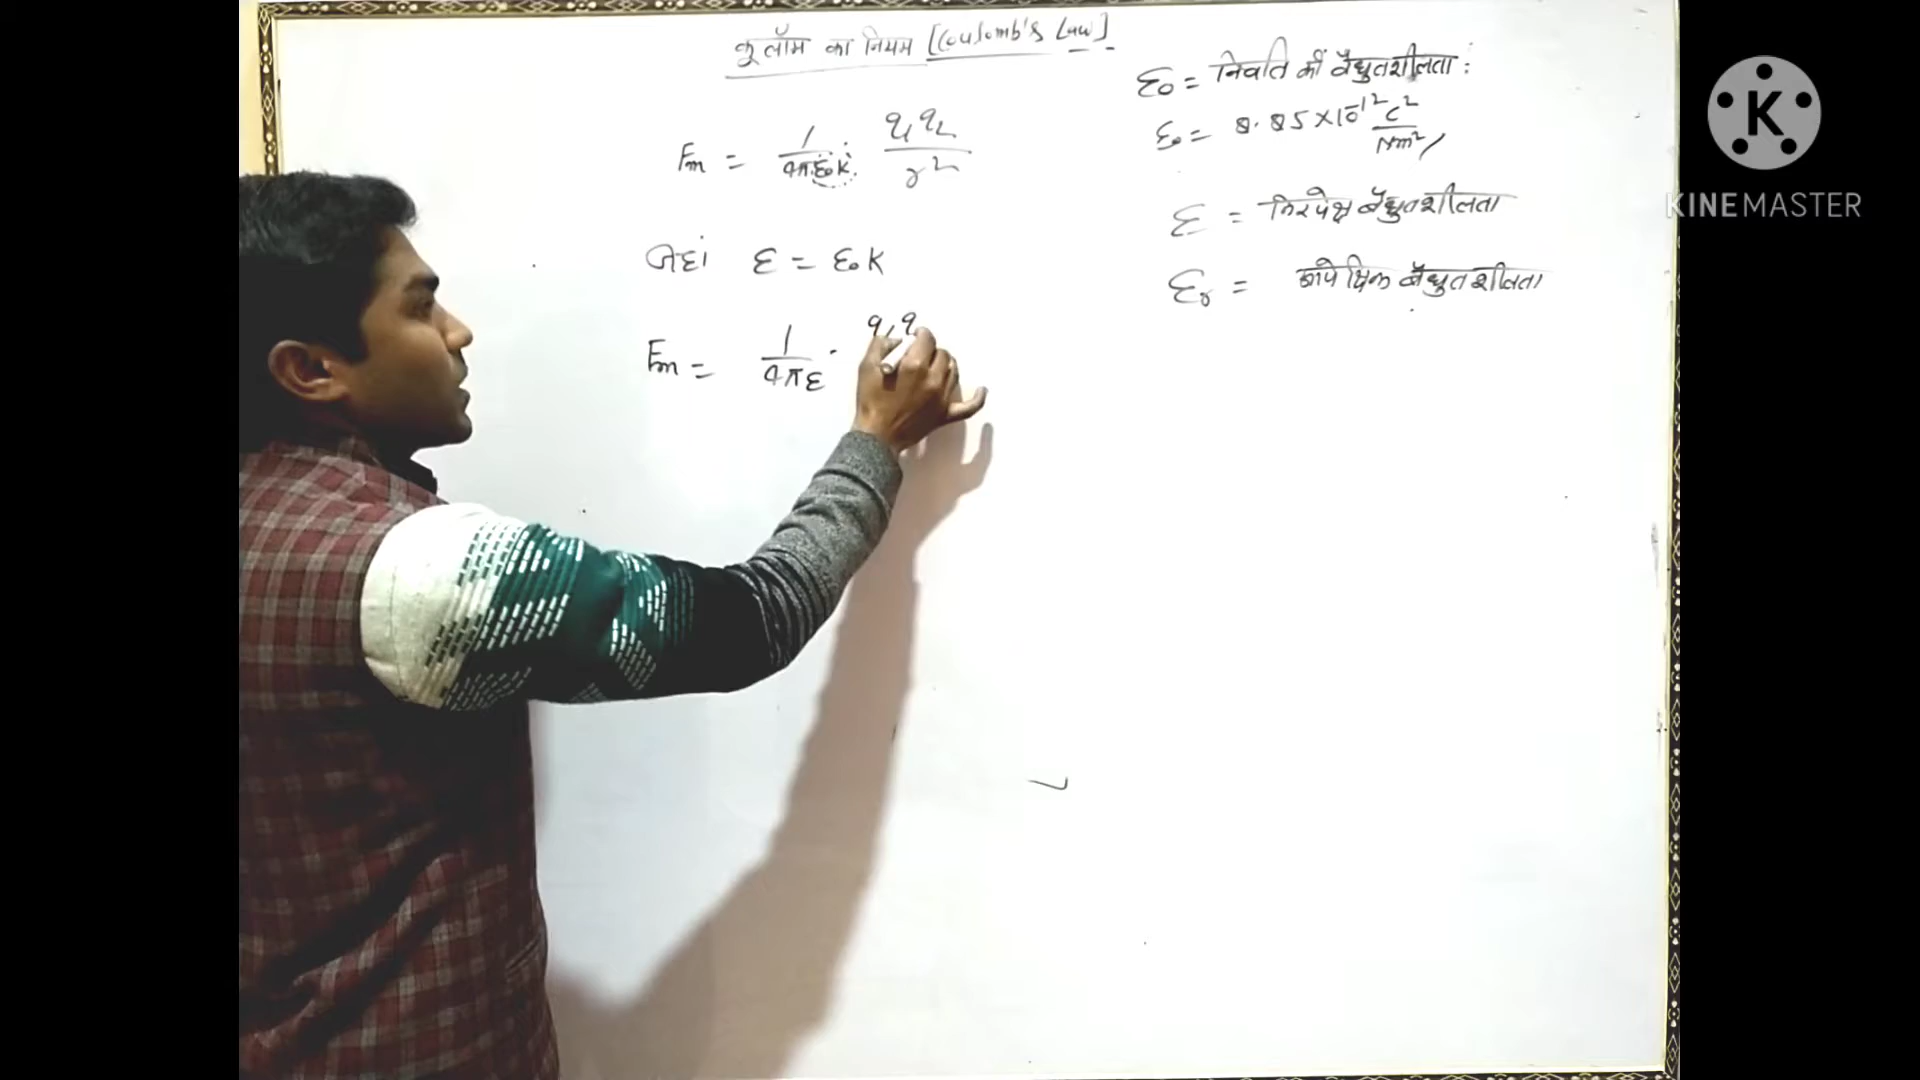 कूलॉम का नियम [Coulomb's Law]
Fm = 1/4πε₀k · q₁q₂/r²
जहां ε = ε₀k
Fm = 1/4πε · q₁q
ε₀ = निर्वात की वैद्युतशीलता :
ε₀ = 8.85×10⁻¹² C²/Nm²
ε = निरपेक्ष वैद्युतशीलता
εr = आपेक्षिक वैद्युतशीलता
K
KINEMASTER